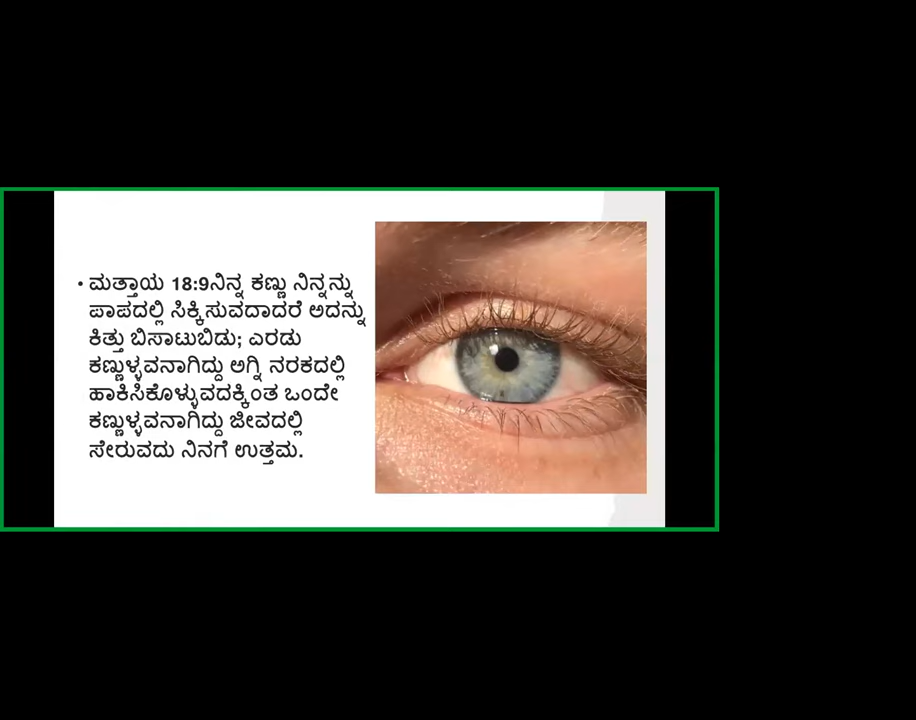 • ಮತ್ತಾಯ 18:9ನಿನ್ನ ಕಣ್ಣು ನಿನ್ನನ್ನು
ಪಾಪದಲ್ಲಿ ಸಿಕ್ಕಿಸುವದಾದರೆ ಅದನ್ನು
ಕಿತ್ತು ಬಿಸಾಟುಬಿಡು; ಎರಡು
ಕಣ್ಣುಳ್ಳವನಾಗಿದ್ದು ಅಗ್ನಿ ನರಕದಲ್ಲಿ
ಹಾಕಿಸಿಕೊಳ್ಳುವದಕ್ಕಿಂತ ಒಂದೇ
ಕಣ್ಣುಳ್ಳವನಾಗಿದ್ದು ಜೀವದಲ್ಲಿ
ಸೇರುವದು ನಿನಗೆ ಉತ್ತಮ.